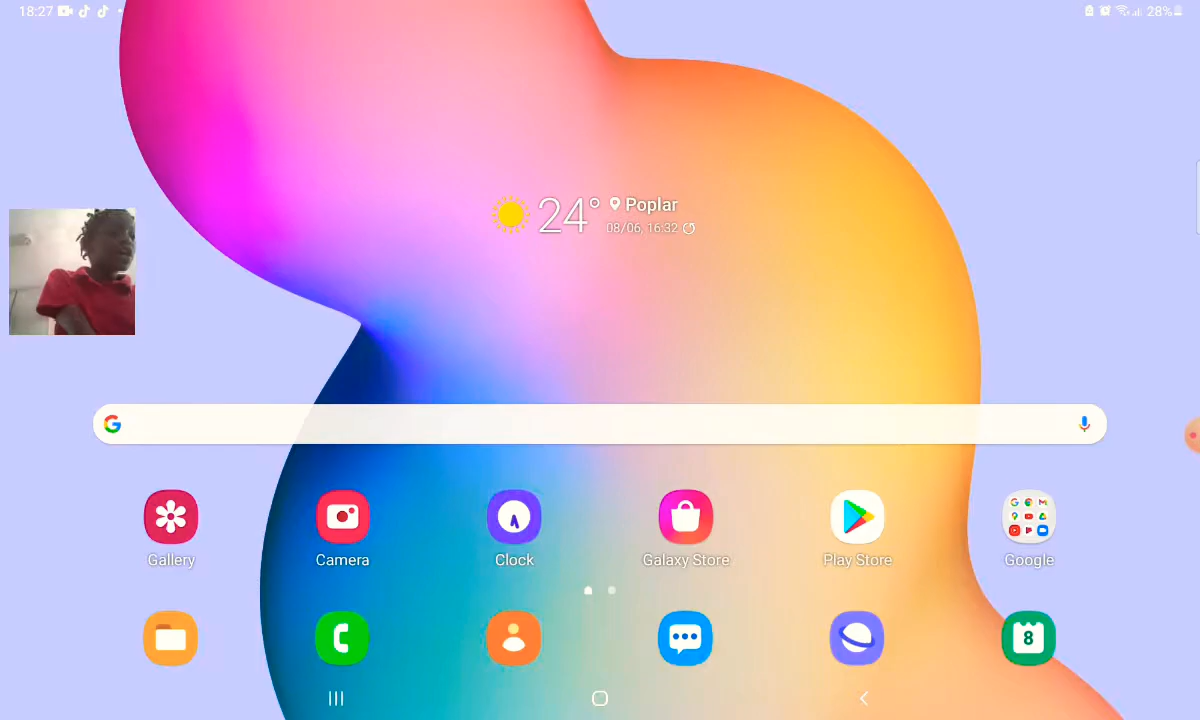 18:27
28%
24° Poplar
08/06, 16:32
G
Gallery
Camera
Clock
Galaxy Store
Play Store
Google
8